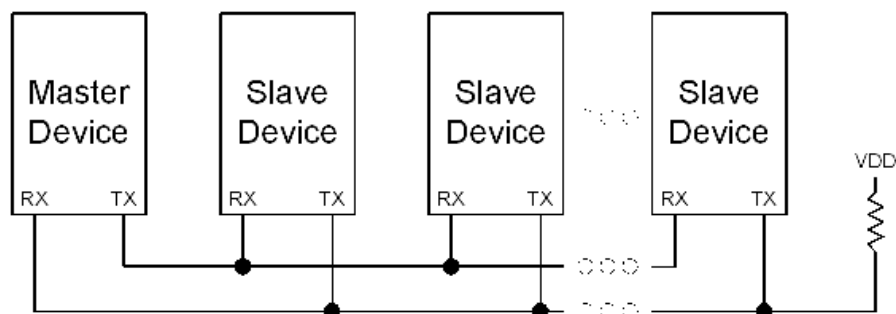 Master
Device
Slave
Device
Slave
Device
Slave
Device
VDD
RX TX
RX TX
RX TX
RX TX